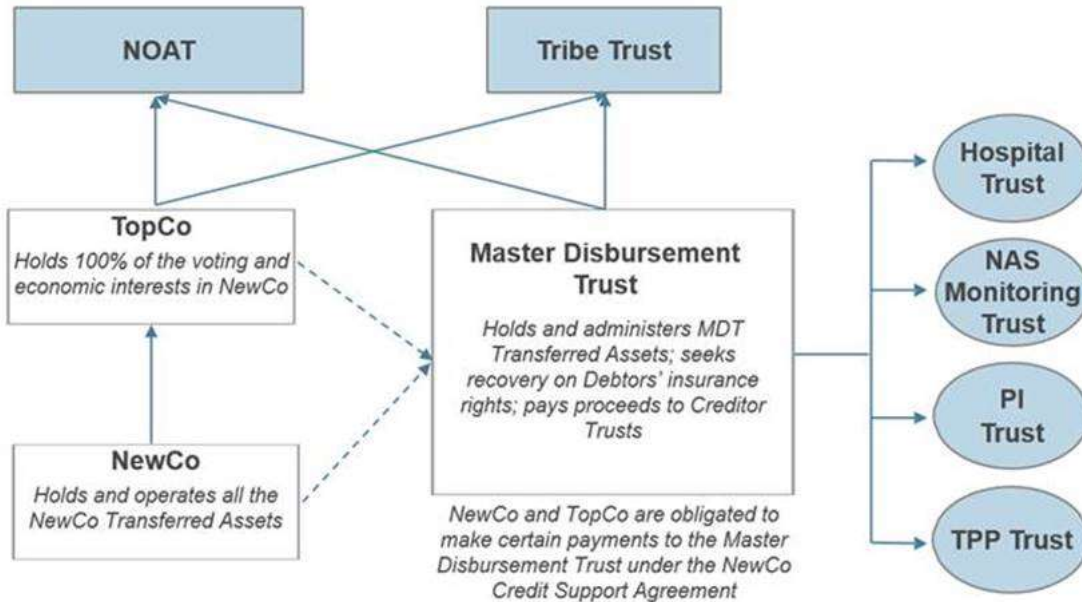 NOAT
Tribe Trust
TopCo
Holds 100% of the voting and
economic interests in NewCo
NewCo
Holds and operates all the
NewCo Transferred Assets
Master Disbursement
Trust
Holds and administers MDT
Transferred Assets; seeks
recovery on Debtors' insurance
rights; pays proceeds to Creditor
Trusts
NewCo and TopCo are obligated to
make certain payments to the Master
Disbursement Trust under the NewCo
Credit Support Agreement
Hospital
Trust
NAS
Monitoring
Trust
PI
Trust
TPP Trust